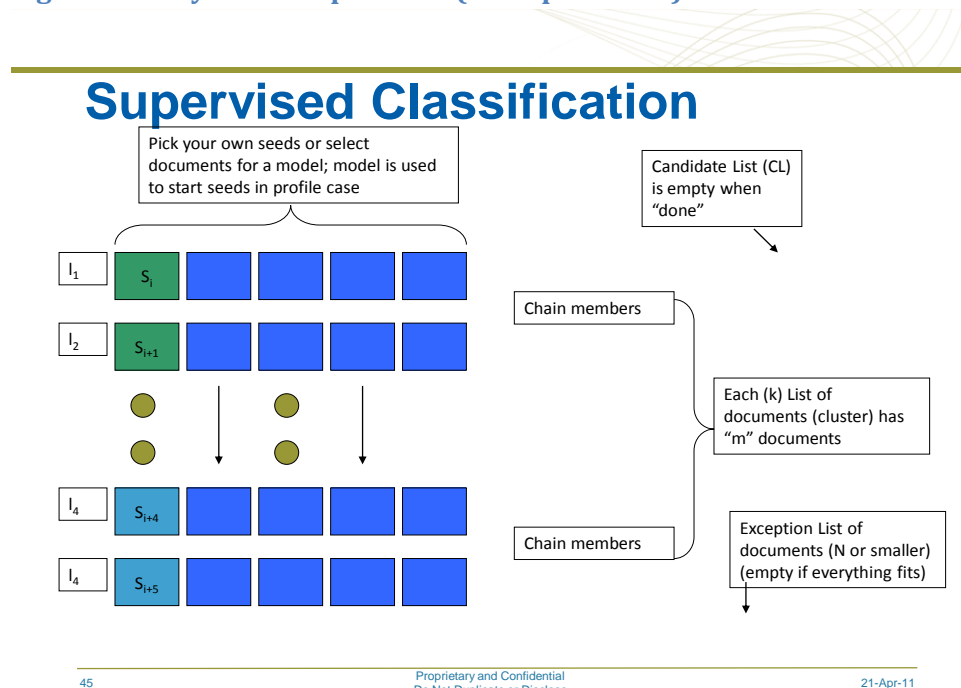 Supervised Classification
Pick your own seeds or select
documents for a model; model is used
to start seeds in profile case
Candidate List (CL)
is empty when
“done”
I₁
Sᵢ
Chain members
I₂
Sᵢ₊₁
Each (k) List of
documents (cluster) has
“m” documents
I₄
Sᵢ₊₄
Chain members
Exception List of
documents (N or smaller)
(empty if everything fits)
I₄
Sᵢ₊₅
45
Proprietary and Confidential
21-Apr-11